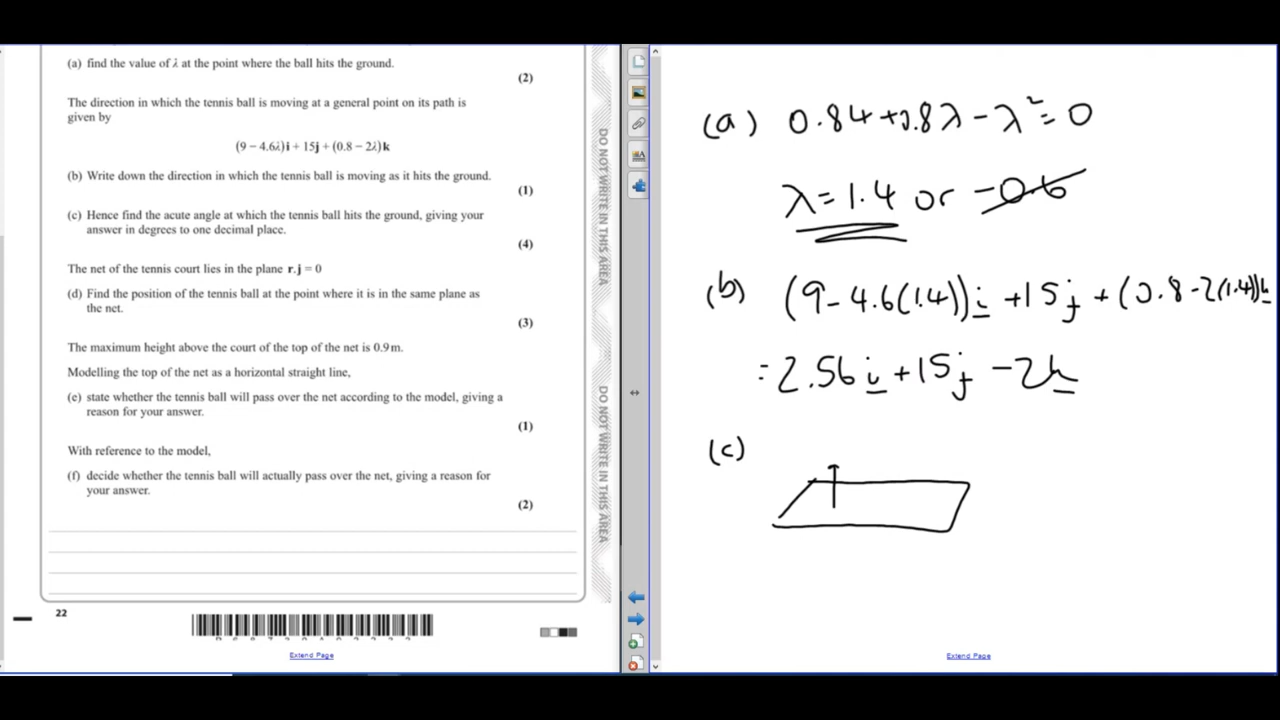 (a) find the value of λ at the point where the ball hits the ground.
(2)
The direction in which the tennis ball is moving at a general point on its path is
given by
(9 – 4.6λ)i + 15j + (0.8 – 2λ)k
(b) Write down the direction in which the tennis ball is moving as it hits the ground.
(1)
(c) Hence find the acute angle at which the tennis ball hits the ground, giving your
answer in degrees to one decimal place.
(4)
The net of the tennis court lies in the plane r.j = 0
(d) Find the position of the tennis ball at the point where it is in the same plane as
the net.
(3)
The maximum height above the court of the top of the net is 0.9 m.
Modelling the top of the net as a horizontal straight line,
(e) state whether the tennis ball will pass over the net according to the model, giving a
reason for your answer.
(1)
With reference to the model,
(f) decide whether the tennis ball will actually pass over the net, giving a reason for
your answer.
(2)
22
Extend Page
DO NOT WRITE IN THIS AREA
DO NOT WRITE IN THIS AREA
(a) 0.84 + 0.8λ - λ² = 0
λ = 1.4 or -0.6
(b) (9 - 4.6(1.4))i + 15j + (0.8 - 2(1.4))k
= 2.56i + 15j - 2k
(c)
Extend Page